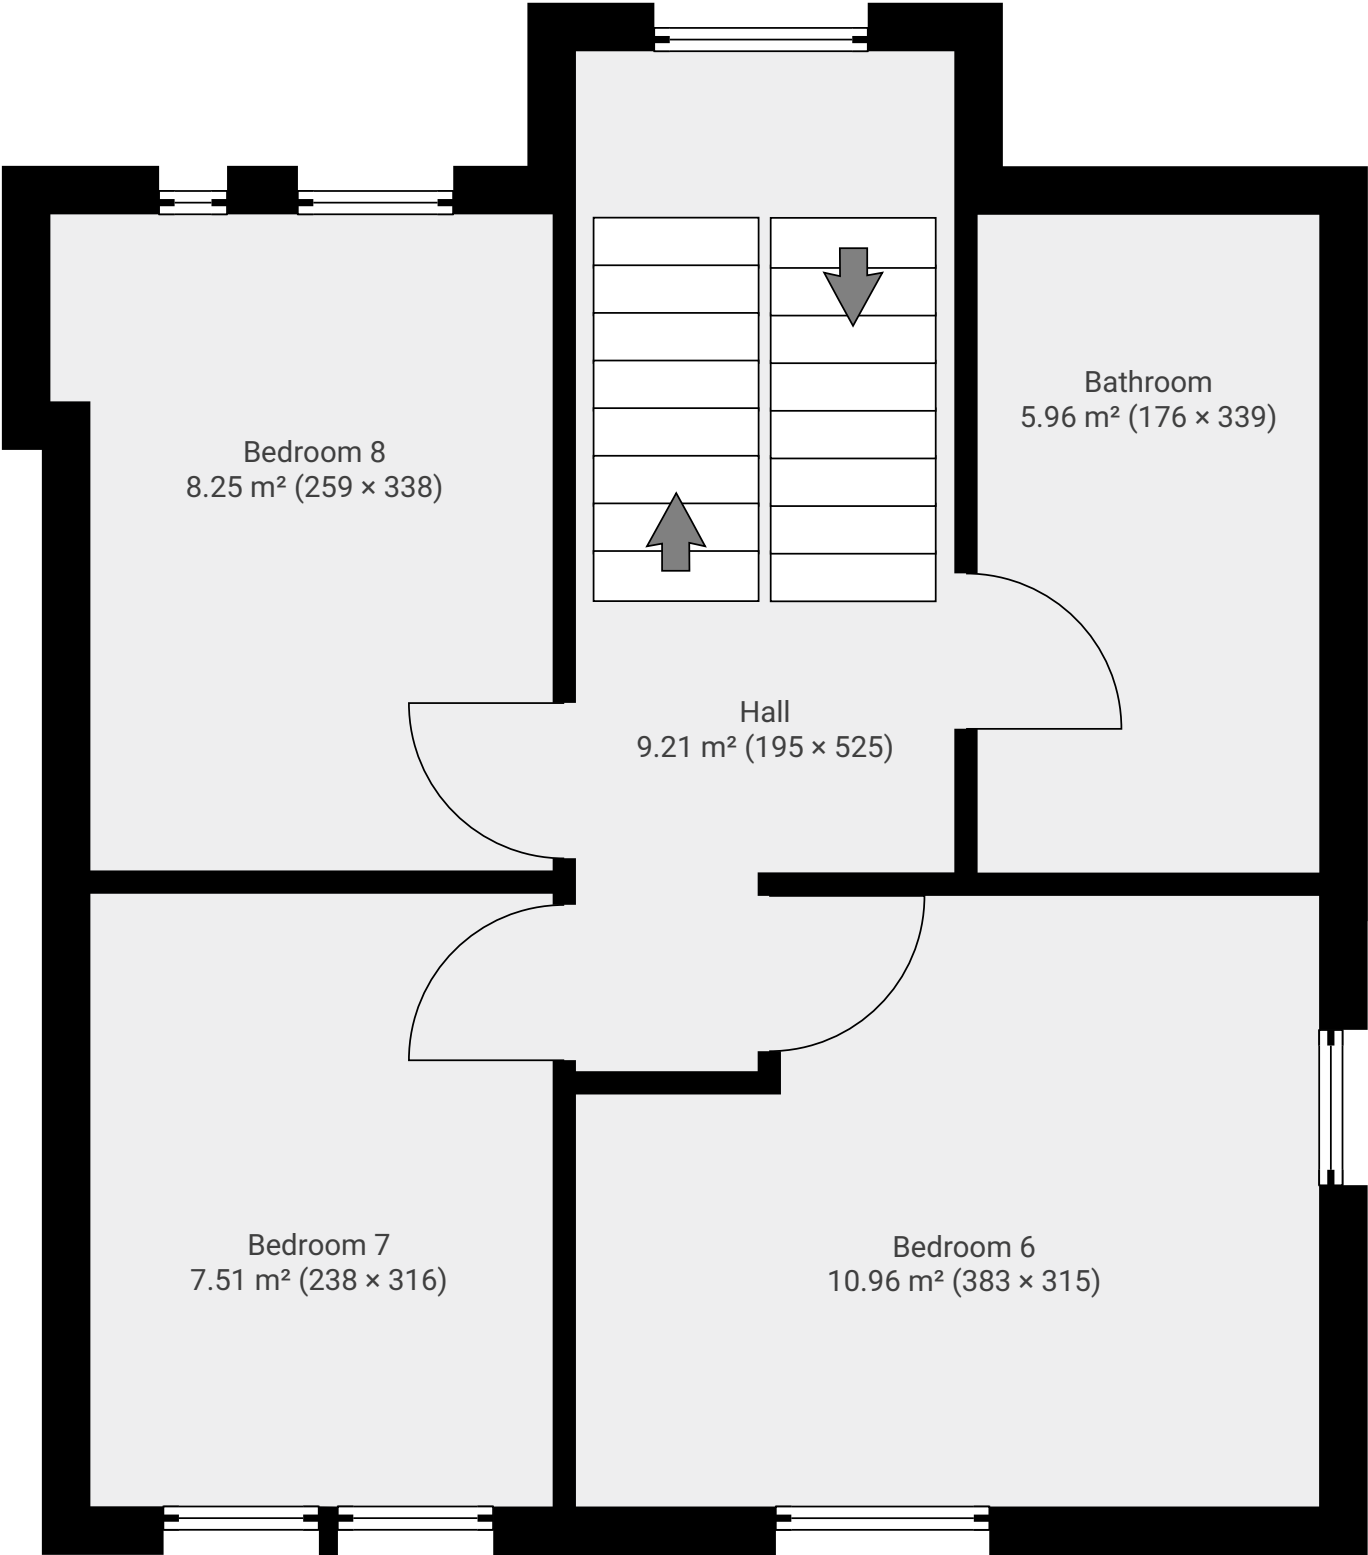 Bathroom
5.96 m² (176 × 339)
Bedroom 8
8.25 m² (259 × 338)
Hall
9.21 m² (195 × 525)
Bedroom 7
7.51 m² (238 × 316)
Bedroom 6
10.96 m² (383 × 315)